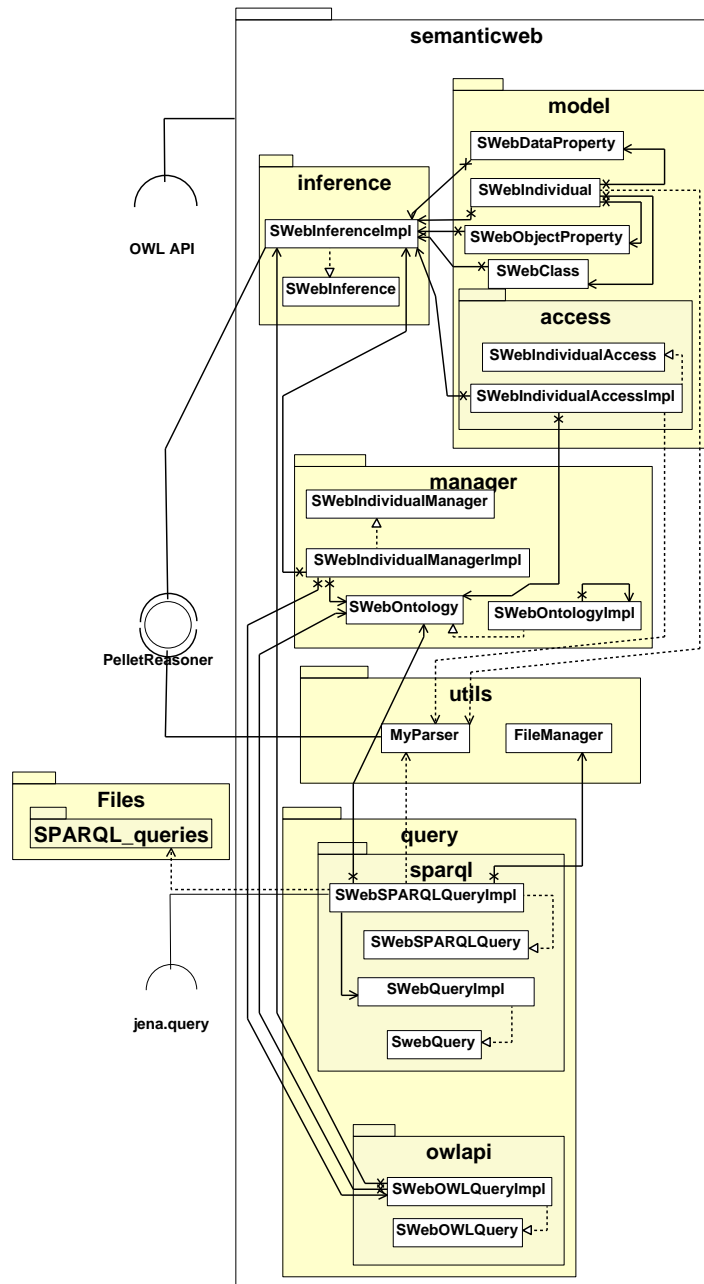 semanticweb
model
SWebDataProperty
inference
SWebIndividual
SWebInferenceImpl
SWebObjectProperty
OWL API
SWebClass
SWebInference
access
SWebIndividualAccess
SWebIndividualAccessImpl
manager
SWebIndividualManager
SWebIndividualManagerImpl
SWebOntology
SWebOntologyImpl
PelletReasoner
utils
MyParser
FileManager
Files
SPARQL_queries
query
sparql
SWebSPARQLQueryImpl
SWebSPARQLQuery
SWebQueryImpl
jena.query
SwebQuery
owlapi
SWebOWLQueryImpl
SWebOWLQuery